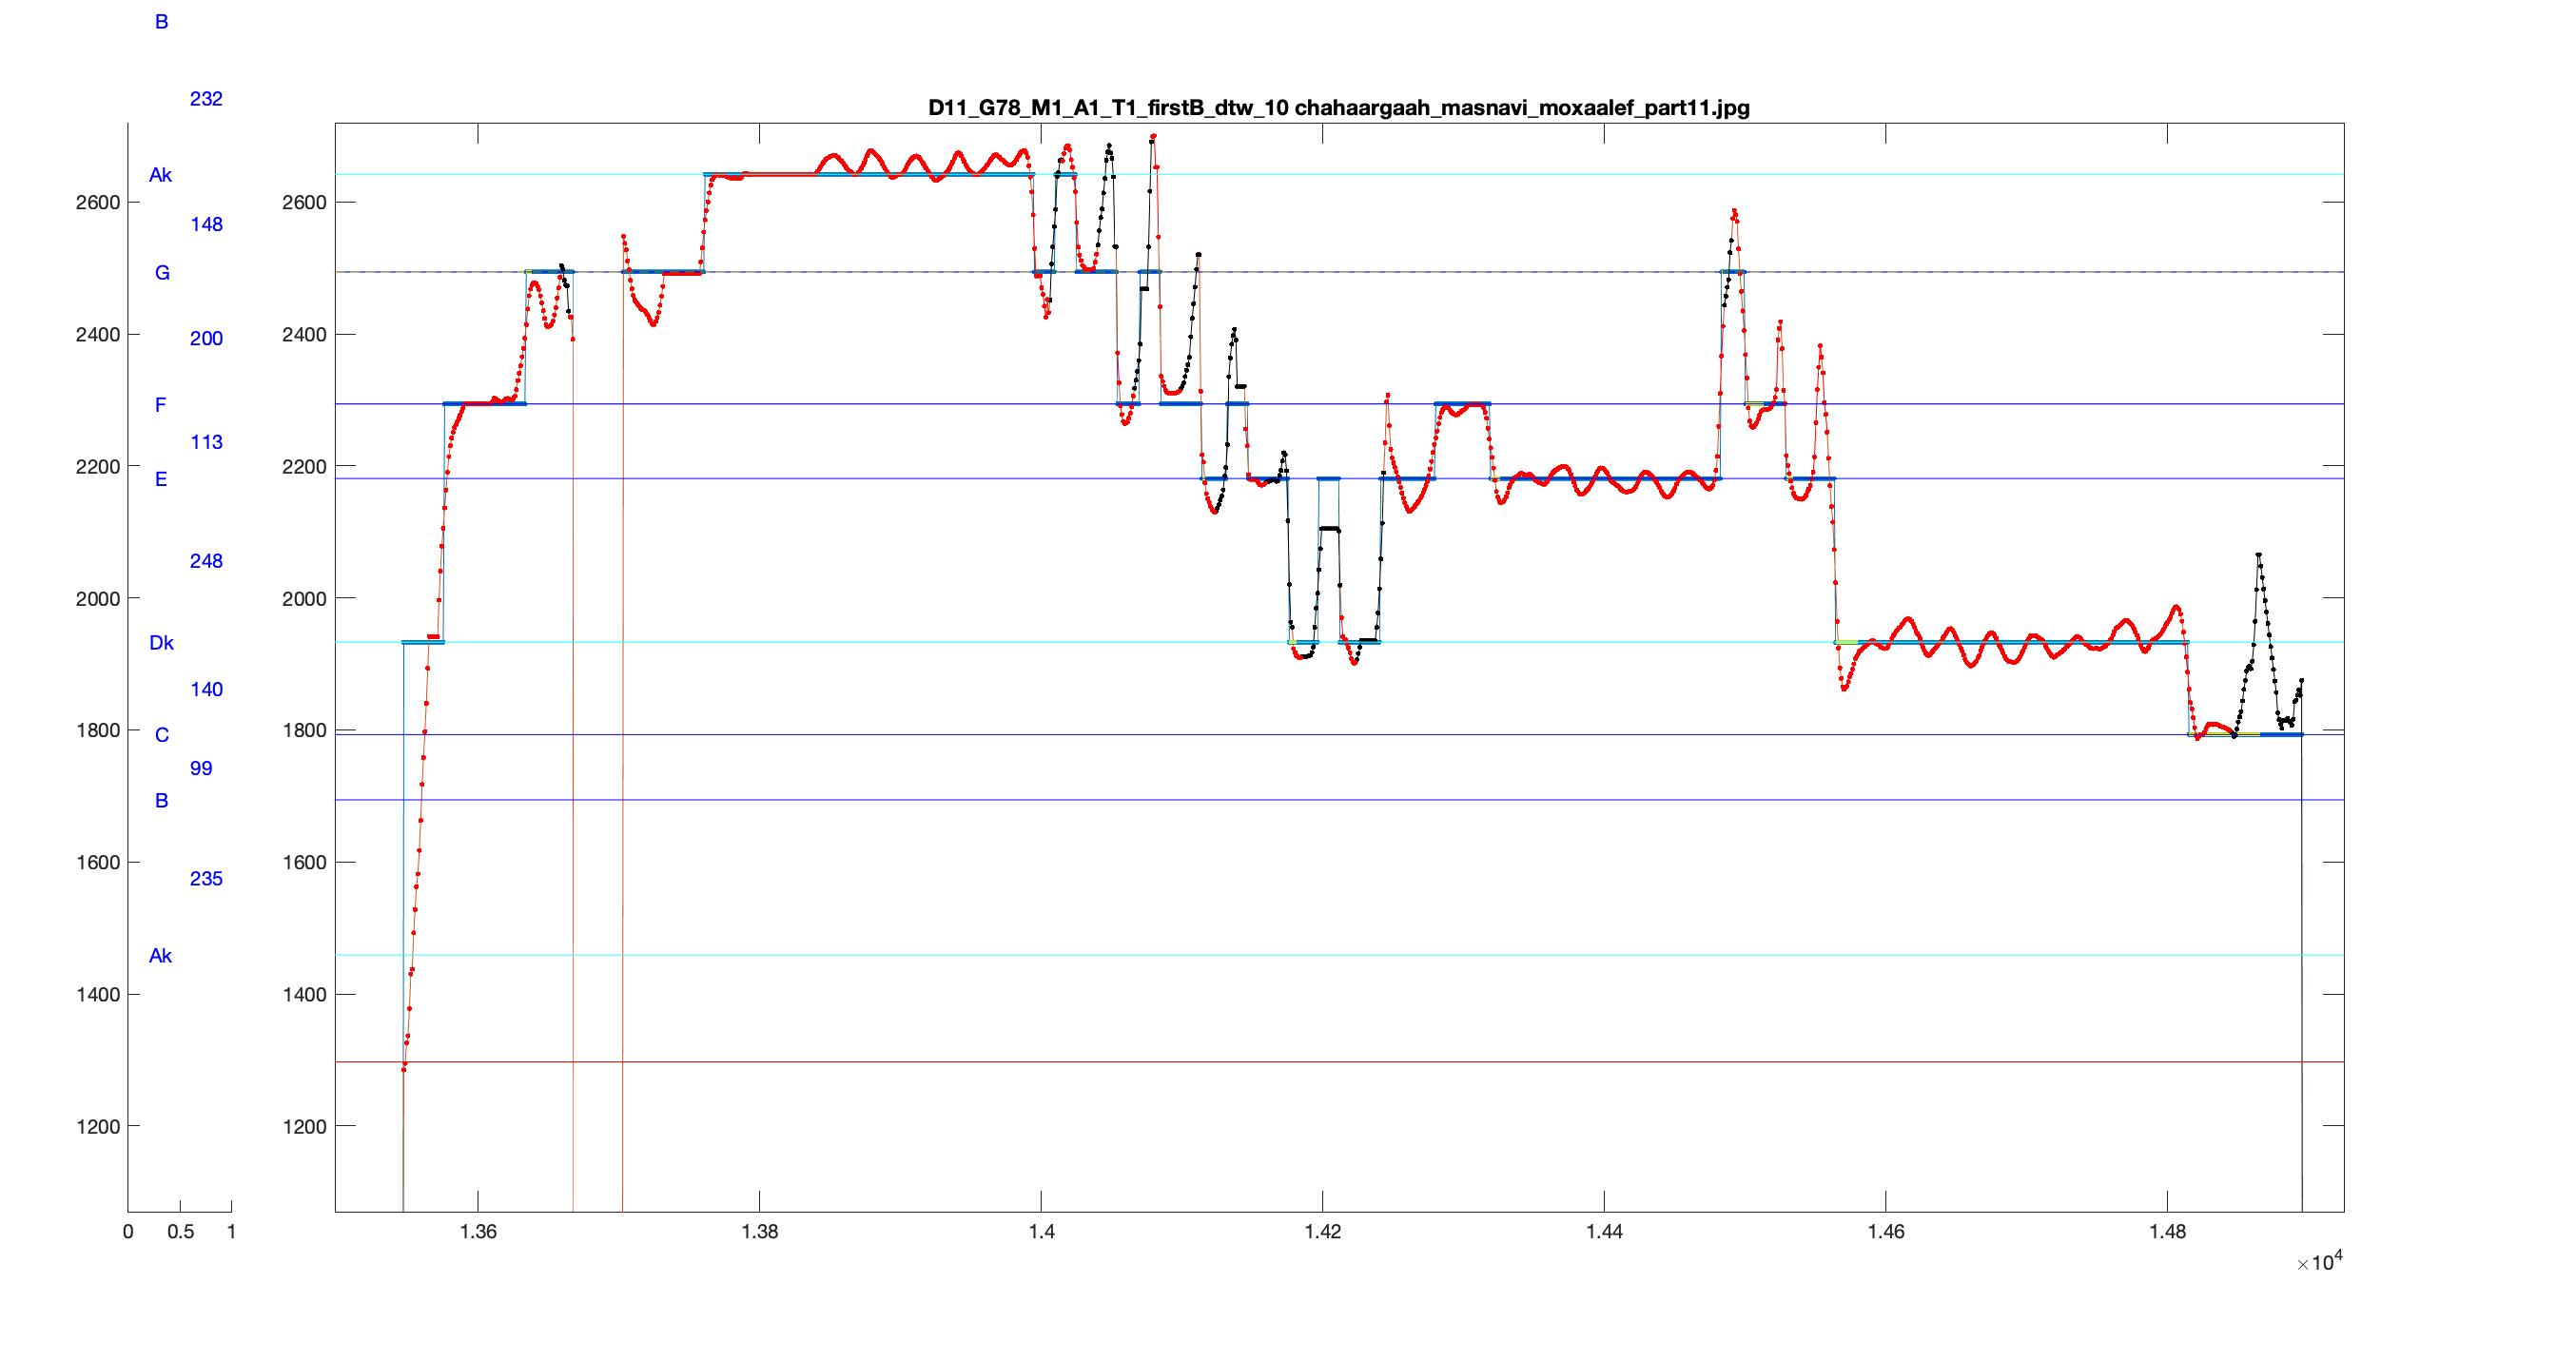 B
232
D11_G78_M1_A1_T1_firstB_dtw_10 chahaargaah_masnavi_moxaalef_part11.jpg
Ak
2600 2600
148
G
200
2400 2400
F
113
2200 2200
E
248
2000 2000
Dk
140
1800 1800
C
99
B
1600 1600
235
Ak
1400 1400
1200 1200
0 0.5 1 1.36 1.38 1.4 1.42 1.44 1.46 1.48
×10⁴